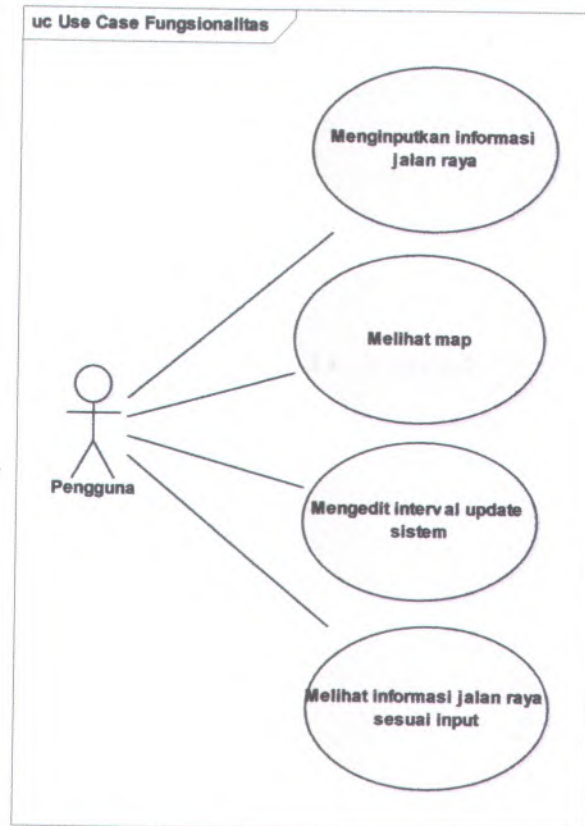 uc Use Case Fungsionalitas
Menginputkan informasi
jalan raya
Melihat map
Pengguna
Mengedit interval update
sistem
Melihat informasi jalan raya
sesuai input